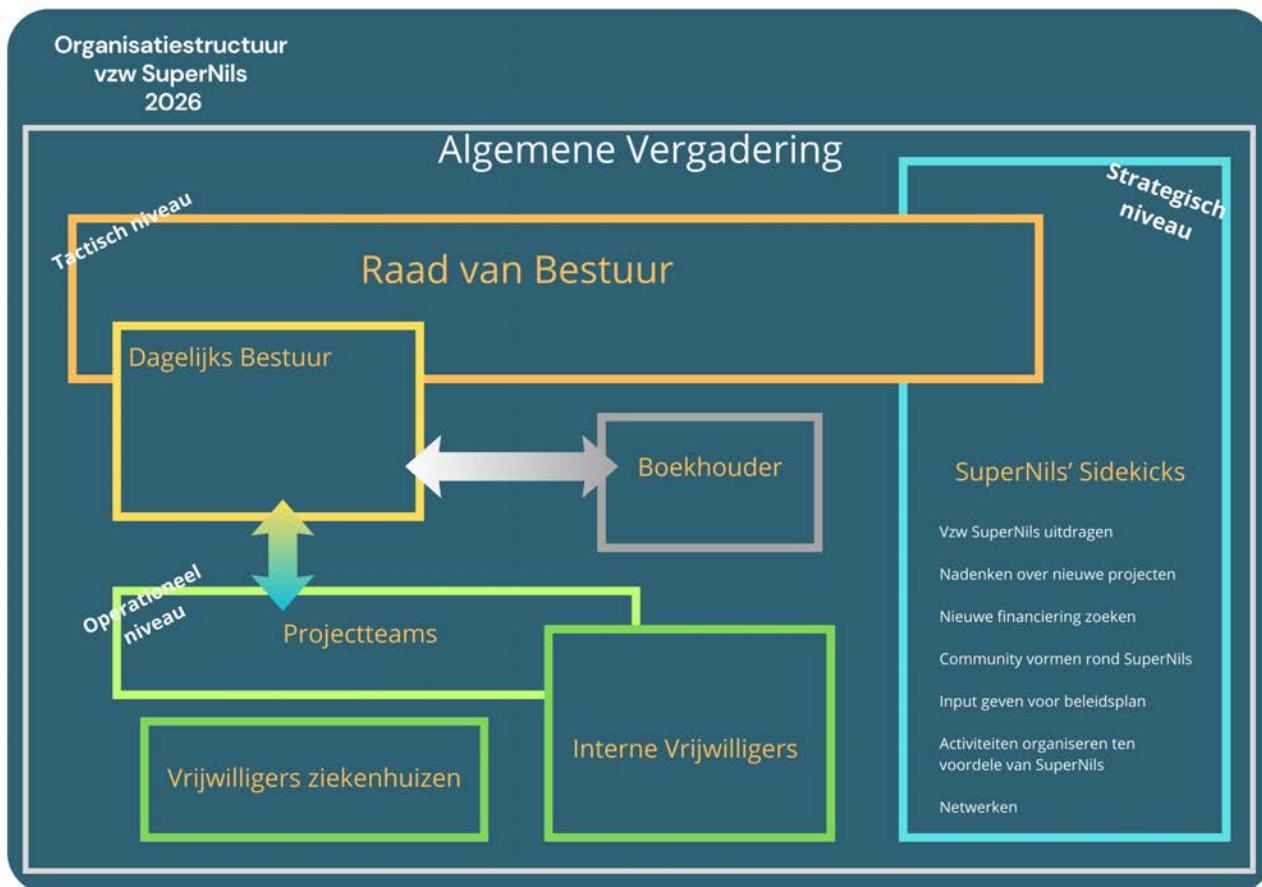 Organisatiestructuur
vzw SuperNils
2026
Algemene Vergadering
Strategisch
niveau
Tactisch niveau
Raad van Bestuur
Dagelijks Bestuur
Boekhouder
SuperNils’ Sidekicks
Vzw SuperNils uitdragen
Nadenken over nieuwe projecten
Nieuwe financiering zoeken
Community vormen rond SuperNils
Input geven voor beleidsplan
Activiteiten organiseren ten
voordele van SuperNils
Netwerken
Operationeel
niveau
Projectteams
Interne Vrijwilligers
Vrijwilligers ziekenhuizen